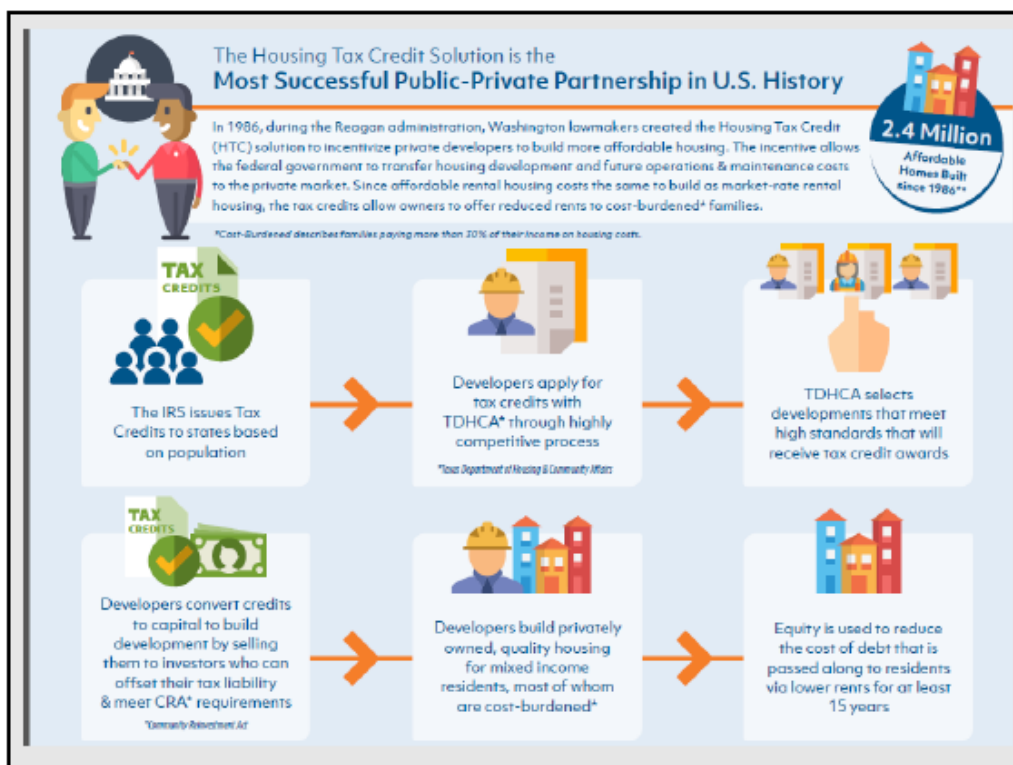 The Housing Tax Credit Solution is the
Most Successful Public-Private Partnership in U.S. History
In 1986, during the Reagan administration, Washington lawmakers created the Housing Tax Credit
(HTC) solution to incentivize private developers to build more affordable housing. The incentive allows
the federal government to transfer housing development and future operations & maintenance costs
to the private market. Since affordable rental housing costs the same to build as market-rate rental
housing, the tax credits allow owners to offer reduced rents to cost-burdened* families.
*Cost-Burdened describes families paying more than 30% of their income on housing costs.
2.4 Million
Affordable
Homes Built
since 1986**
TAX
CREDITS
The IRS issues Tax
Credits to states based
on population
Developers apply for
tax credits with
TDHCA* through highly
competitive process
*Texas Department of Housing & Community Affairs
TDHCA selects
developments that meet
high standards that will
receive tax credit awards
TAX
CREDITS
Developers convert credits
to capital to build
development by selling
them to investors who can
offset their tax liability
& meet CRA* requirements
*Community Reinvestment Act
Developers build privately
owned, quality housing
for mixed income
residents, most of whom
are cost-burdened*
Equity is used to reduce
the cost of debt that is
passed along to residents
via lower rents for at least
15 years